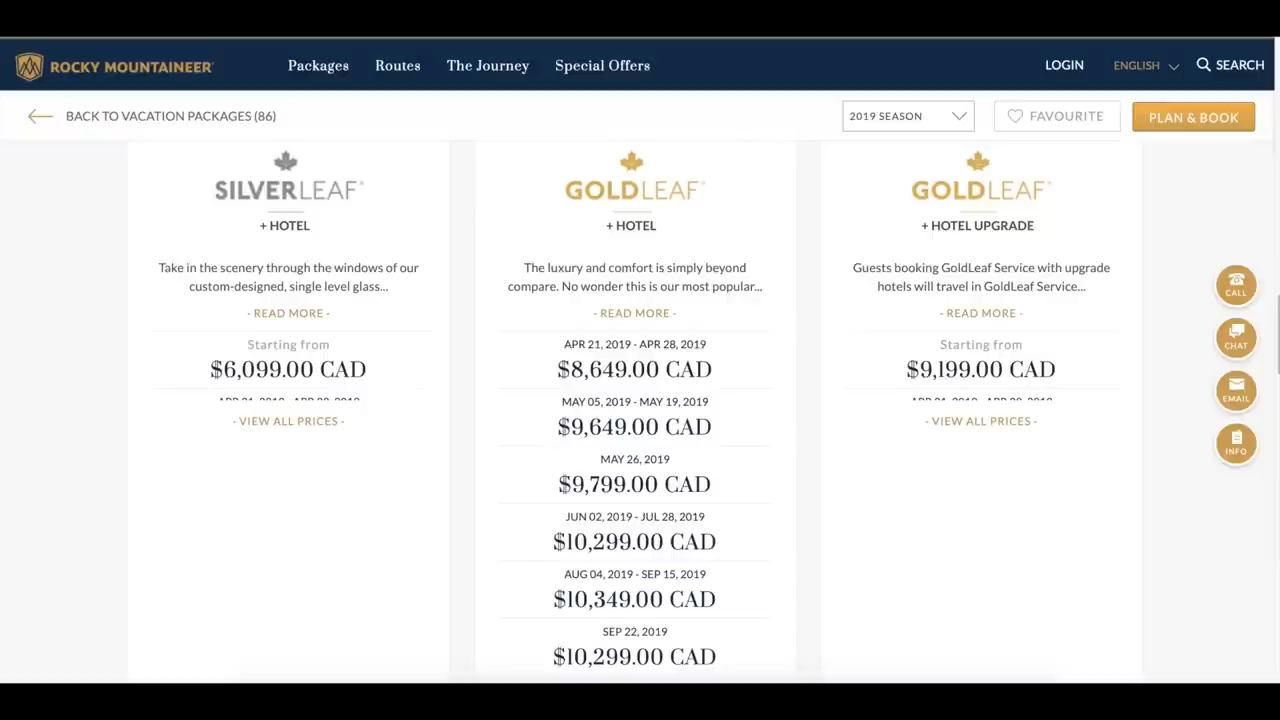 ROCKY MOUNTAINEER
Packages
Routes
The Journey
Special Offers
LOGIN
ENGLISH
SEARCH
BACK TO VACATION PACKAGES (86)
2019 SEASON
FAVOURITE
PLAN & BOOK
SILVERLEAF®
+ HOTEL
Take in the scenery through the windows of our
custom-designed, single level glass...
- READ MORE -
Starting from
$6,099.00 CAD
- VIEW ALL PRICES -
GOLDLEAF®
+ HOTEL
The luxury and comfort is simply beyond
compare. No wonder this is our most popular...
- READ MORE -
APR 21, 2019 - APR 28, 2019
$8,649.00 CAD
MAY 05, 2019 - MAY 19, 2019
$9,649.00 CAD
MAY 26, 2019
$9,799.00 CAD
JUN 02, 2019 - JUL 28, 2019
$10,299.00 CAD
AUG 04, 2019 - SEP 15, 2019
$10,349.00 CAD
SEP 22, 2019
$10,299.00 CAD
GOLDLEAF®
+ HOTEL UPGRADE
Guests booking GoldLeaf Service with upgrade
hotels will travel in GoldLeaf Service...
- READ MORE -
Starting from
$9,199.00 CAD
- VIEW ALL PRICES -
CALL
CHAT
EMAIL
INFO